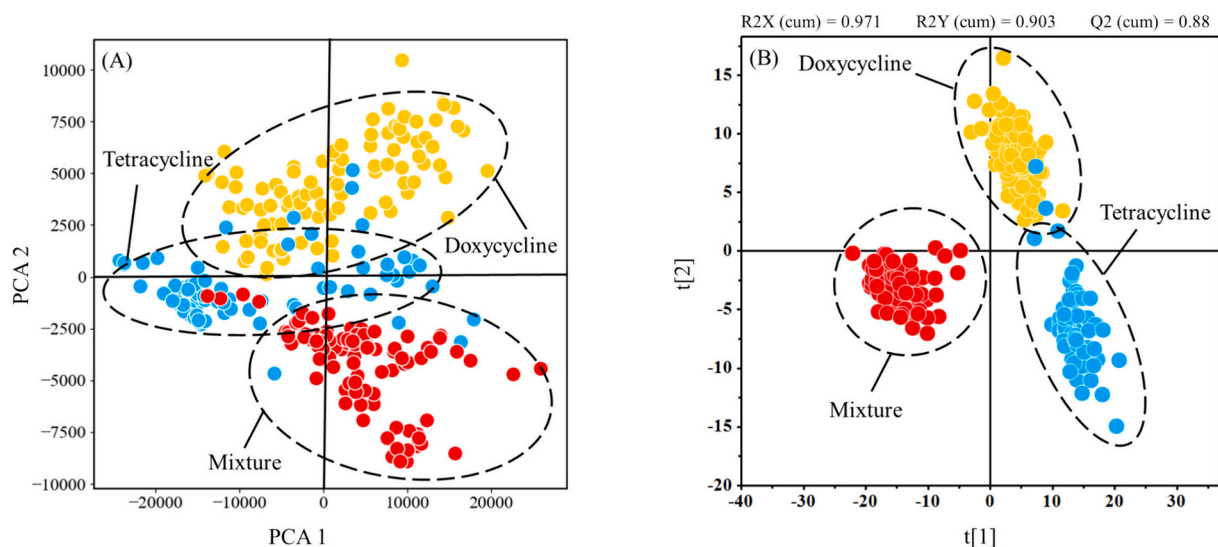 R2X (cum) = 0.971 R2Y (cum) = 0.903 Q2 (cum) = 0.88
(A)
10000
7500
5000
2500
0
−2500
−5000
−7500
−10000
PCA 2
Tetracycline
Doxycycline
Mixture
−20000 −10000 0 10000 20000
PCA 1
(B)
20
15
10
5
0
-5
-10
-15
-20
t[2]
Doxycycline
Tetracycline
Mixture
-40 -30 -20 -10 0 10 20 30
t[1]